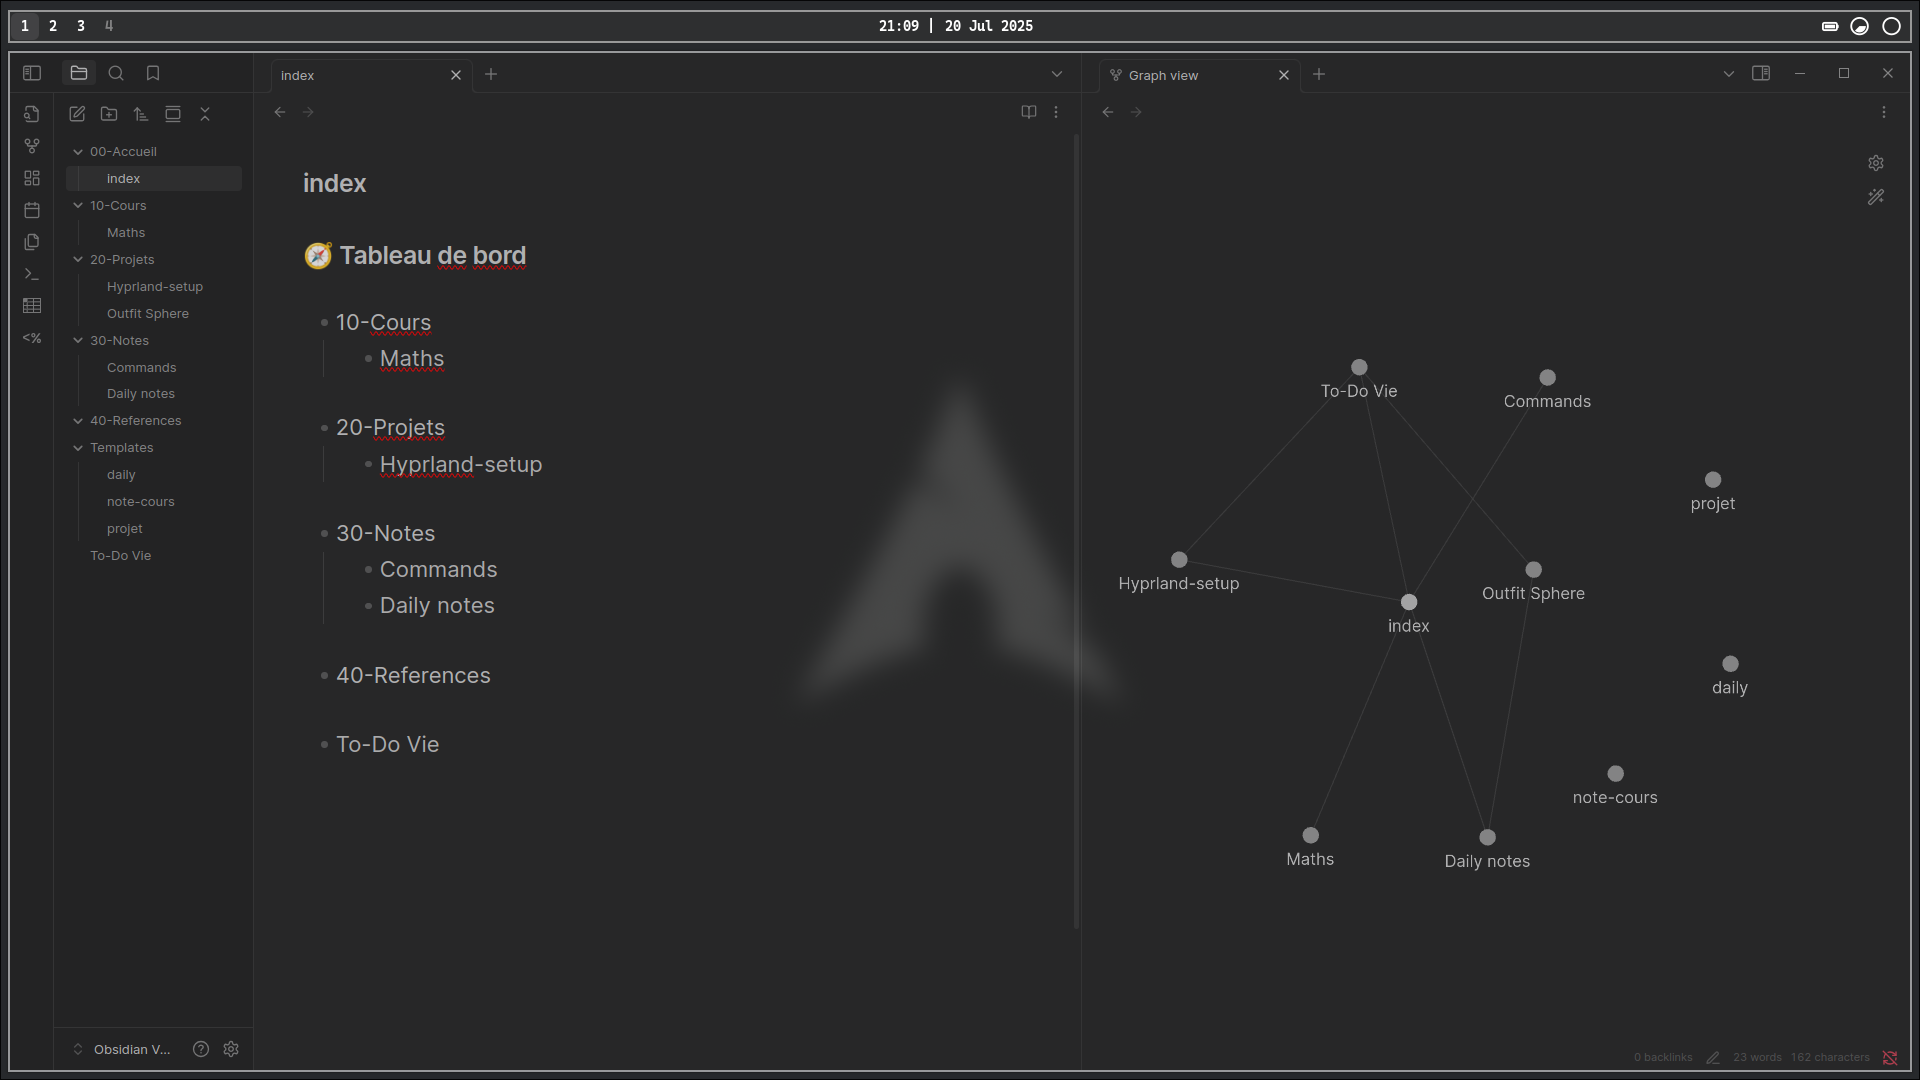 1 2 3 4
21:09 | 20 Jul 2025
index
Graph view
00-Accueil
index
10-Cours
Maths
20-Projets
Hyprland-setup
Outfit Sphere
30-Notes
Commands
Daily notes
40-References
Templates
daily
note-cours
projet
To-Do Vie
<%
Obsidian V...
index
🧭 Tableau de bord
10-Cours
Maths
20-Projets
Hyprland-setup
30-Notes
Commands
Daily notes
40-References
To-Do Vie
To-Do Vie
Commands
projet
Hyprland-setup
Outfit Sphere
index
daily
note-cours
Maths
Daily notes
0 backlinks 23 words 162 characters